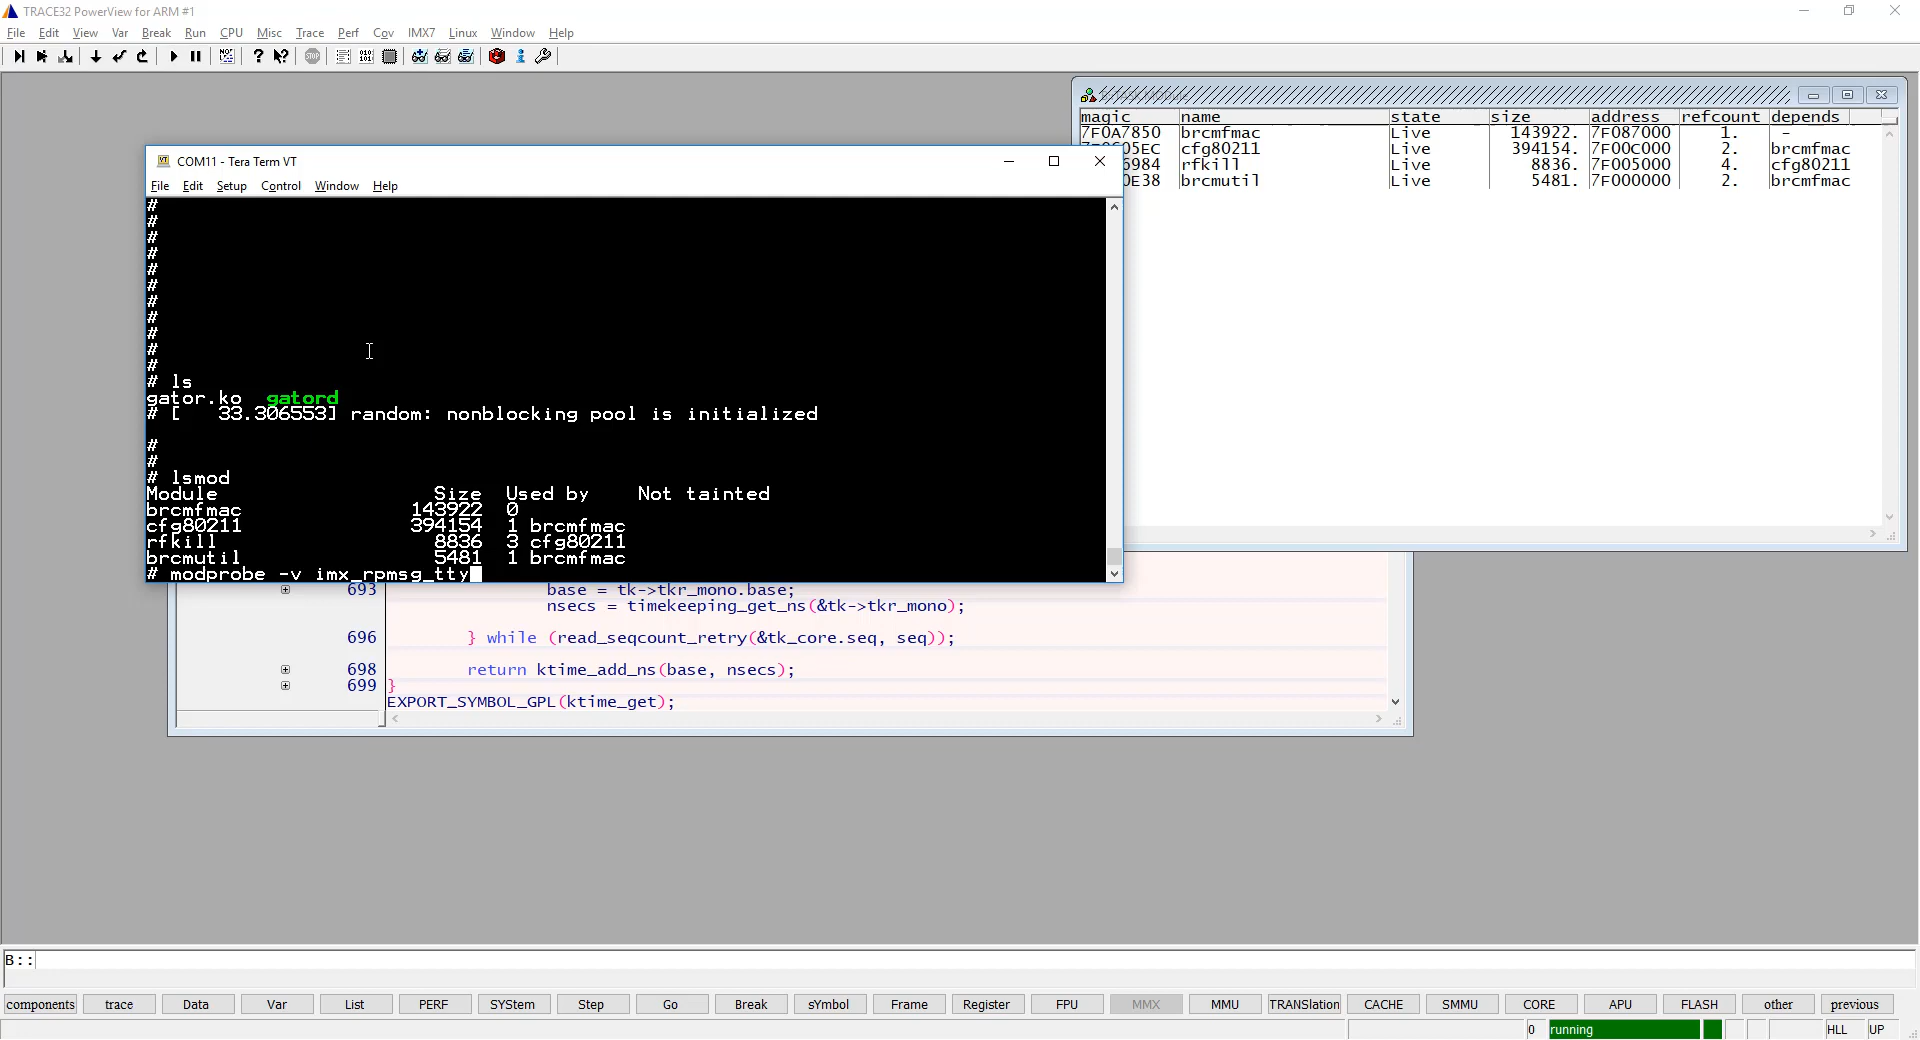 TRACE32 PowerView for ARM #1
File Edit View Var Break Run CPU Misc Trace Perf Cov IMX7 Linux Window Help
magic name state size address refcount depends
7F0A7850 brcmfmac Live 143922. 7F087000 1. -
05EC cfg80211 Live 394154. 7F00C000 2. brcmfmac
6984 rfkill Live 8836. 7F005000 4. cfg80211
0E38 brcmutil Live 5481. 7F000000 2. brcmfmac
COM11 - Tera Term VT
File Edit Setup Control Window Help
#
#
#
#
#
#
#
#
#
#
#
# ls
gator.ko gatord
# [ 33.306553] random: nonblocking pool is initialized
#
#
# lsmod
Module Size Used by Not tainted
brcmfmac 143922 0
cfg80211 394154 1 brcmfmac
rfkill 8836 3 cfg80211
brcmutil 5481 1 brcmfmac
# modprobe -v imx_rpmsg_tty
693 base = tk->tkr_mono.base;
nsecs = timekeeping_get_ns(&tk->tkr_mono);
696 } while (read_seqcount_retry(&tk_core.seq, seq));
698 return ktime_add_ns(base, nsecs);
699 }
EXPORT_SYMBOL_GPL(ktime_get);
B::
components trace Data Var List PERF SYStem Step Go Break sYmbol Frame Register FPU MMX MMU TRANSlation CACHE SMMU CORE APU FLASH other previous
0 running HLL UP